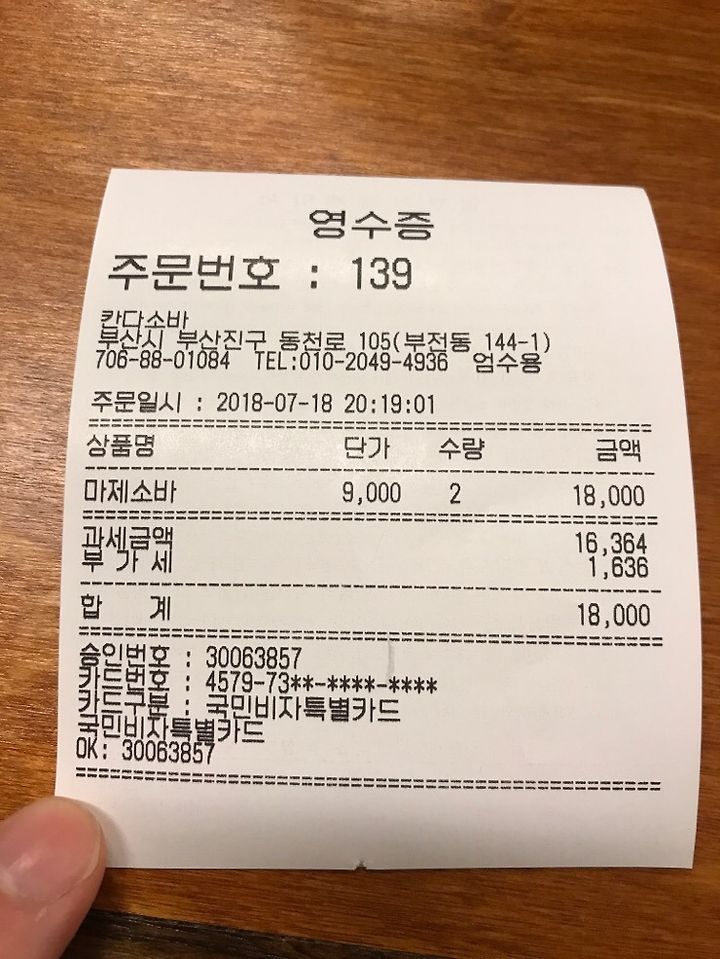 영수증
주문번호 : 139
칸다소바
부산시 부산진구 동천로 105(부전동 144-1)
706-88-01084 TEL:010-2049-4936 엄수용
주문일시 : 2018-07-18 20:19:01
상품명 단가 수량 금액
마제소바 9,000 2 18,000
과세금액 16,364
부 가 세 1,636
합 계 18,000
승인번호 : 30063857
카드번호 : 4579-73**-****-****
카드구분 : 국민비자특별카드
국민비자특별카드
OK: 30063857